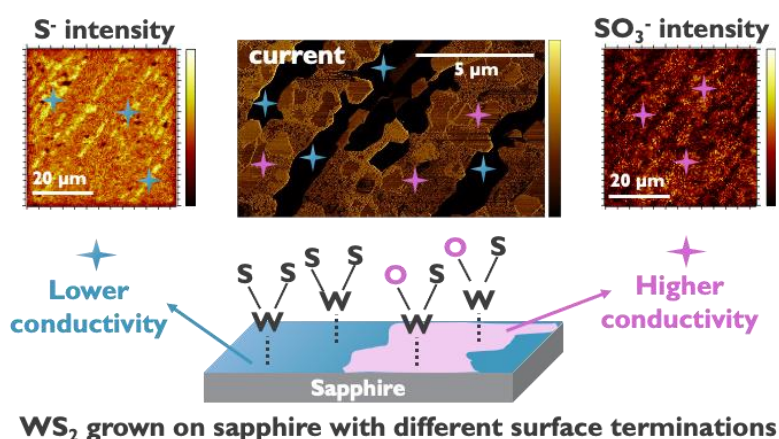 S⁻ intensity
current
SO₃⁻ intensity
5 μm
20 μm
20 μm
Lower
conductivity
S S S S O S O S
W W W W
Higher
conductivity
Sapphire
WS₂ grown on sapphire with different surface terminations